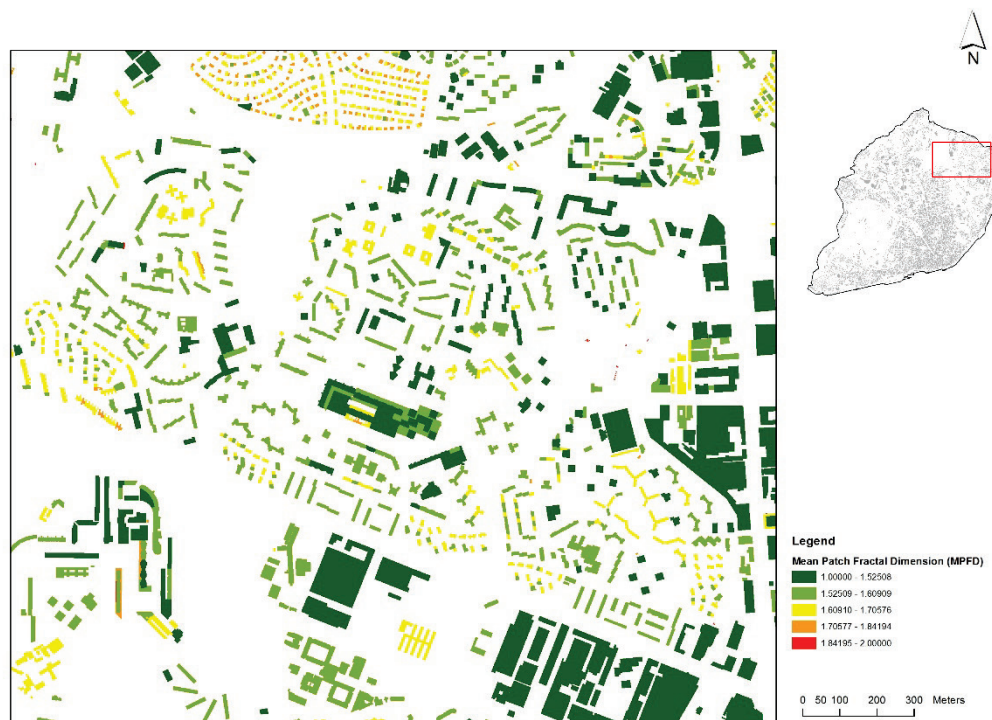 N
Legend
Mean Patch Fractal Dimension (MPFD)
1.00000 - 1.52508
1.52509 - 1.60909
1.60910 - 1.70576
1.70577 - 1.84194
1.84195 - 2.00000
0 50 100 200 300 Meters